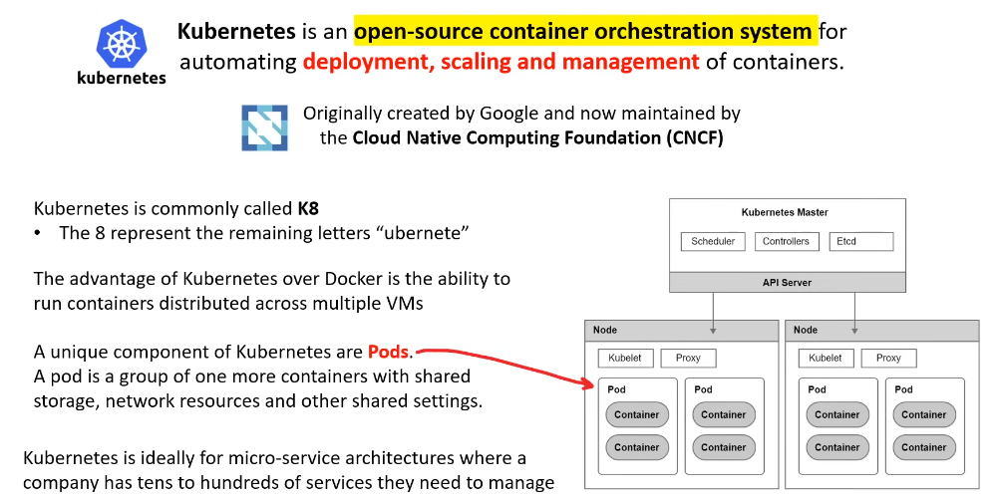 Kubernetes is an open-source container orchestration system for
automating deployment, scaling and management of containers.
kubernetes
Originally created by Google and now maintained by
the Cloud Native Computing Foundation (CNCF)
Kubernetes is commonly called K8
• The 8 represent the remaining letters “ubernete”
The advantage of Kubernetes over Docker is the ability to
run containers distributed across multiple VMs
A unique component of Kubernetes are Pods.
A pod is a group of one more containers with shared
storage, network resources and other shared settings.
Kubernetes is ideally for micro-service architectures where a
company has tens to hundreds of services they need to manage
Kubernetes Master
Scheduler Controllers Etcd
API Server
Node
Kubelet Proxy
Pod Pod
Container Container
Container Container
Node
Kubelet Proxy
Pod Pod
Container Container
Container Container